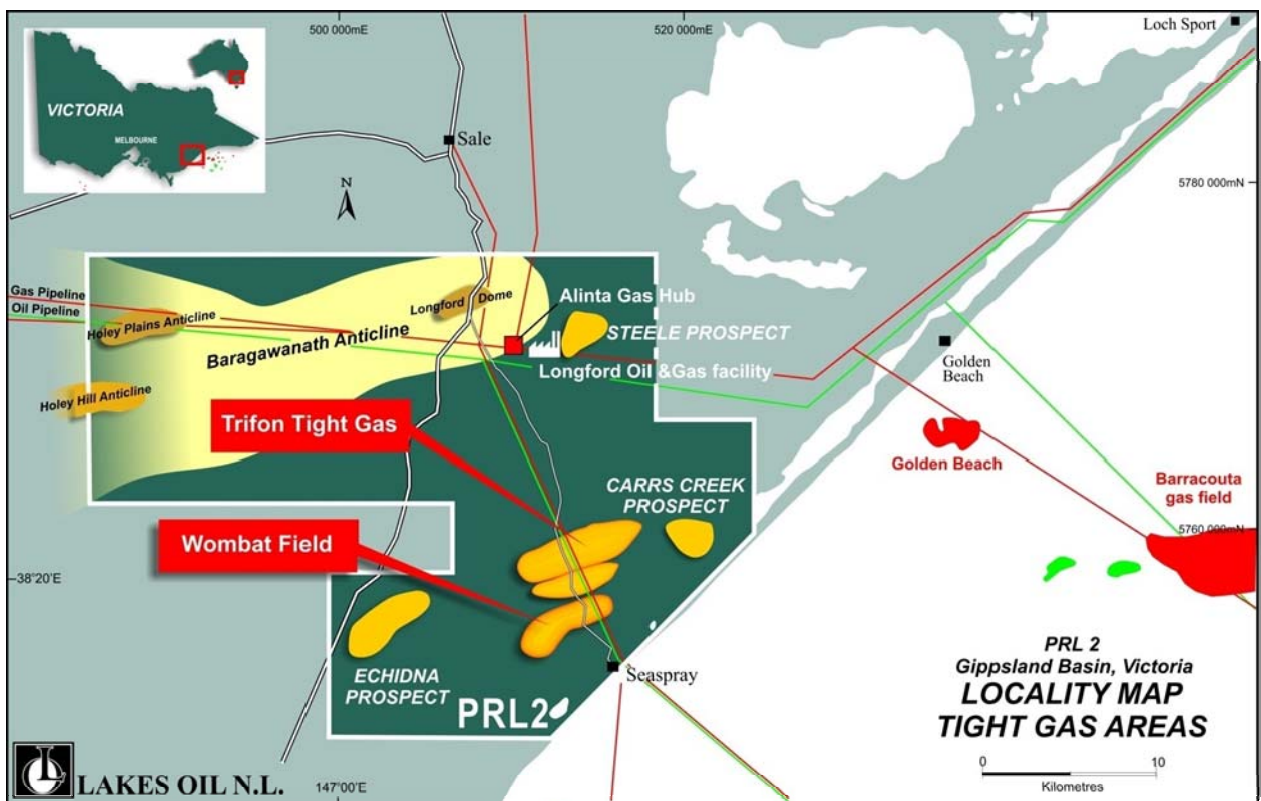 500 000mE
520 000mE
Loch Sport
VICTORIA
MELBOURNE
Sale
N
5780 000mN
Gas Pipeline
Oil Pipeline
Holey Plains Anticline
Longford Dome
Baragawanath Anticline
Alinta Gas Hub
STEELE PROSPECT
Longford Oil &Gas facility
Golden
Beach
Holey Hill Anticline
Trifon Tight Gas
Golden Beach
CARRS CREEK
PROSPECT
Barracouta
gas field
Wombat Field
5760 000mN
38°20'E
ECHIDNA
PROSPECT
Seaspray
PRL2
PRL 2
Gippsland Basin, Victoria
LOCALITY MAP
TIGHT GAS AREAS
0 10
Kilometres
LAKES OIL N.L.
147°00'E